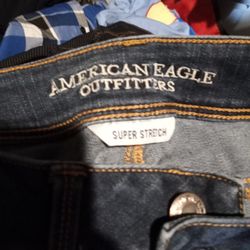 AMERICAN EAGLE
OUTFITTERS
SUPER STRETCH